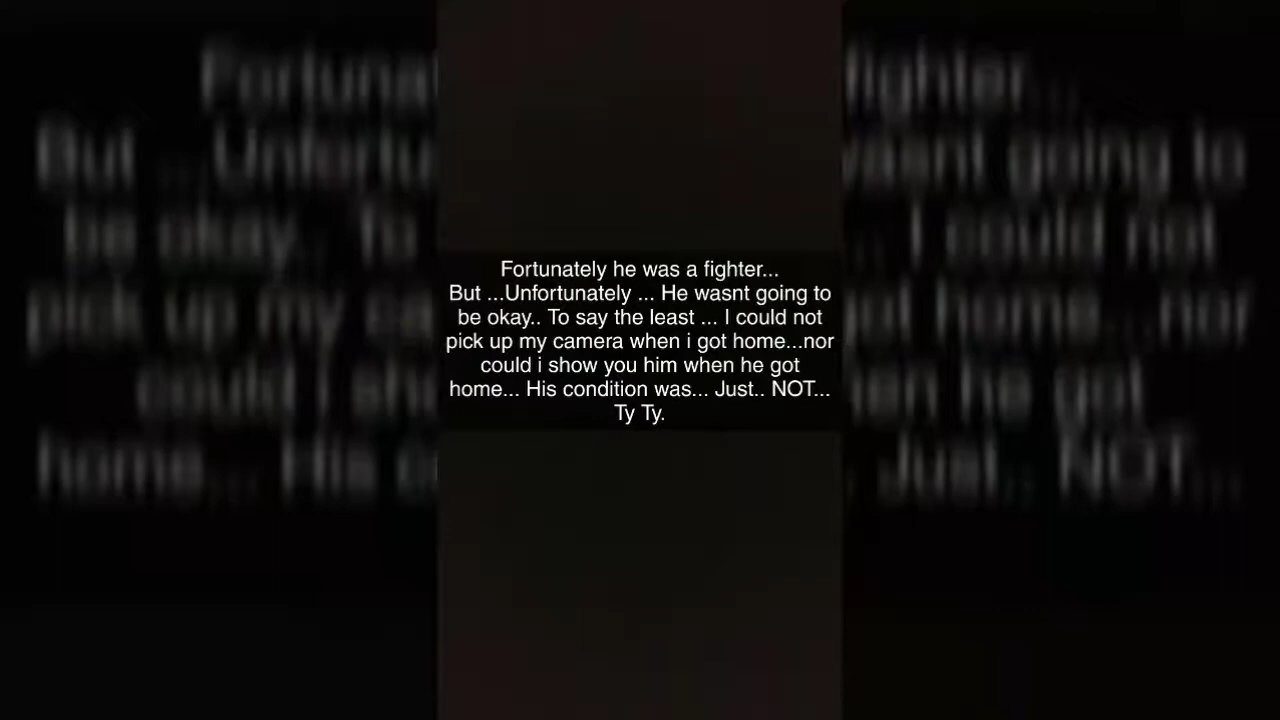 Fortunately he was a fighter...
But ...Unfortunately ... He wasnt going to
be okay.. To say the least ... I could not
pick up my camera when i got home...nor
could i show you him when he got
home... His condition was... Just.. NOT...
Ty Ty.